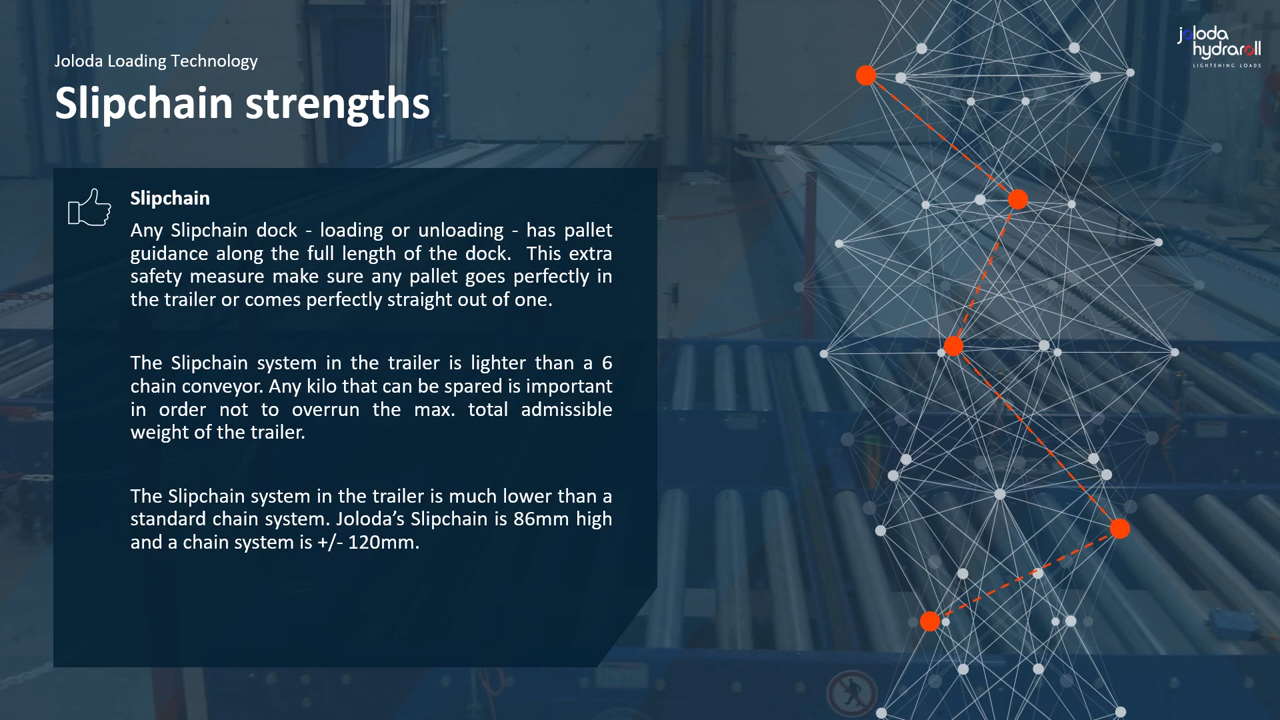 Joloda Loading Technology
Slipchain strengths
joloda
hydraroll
LIGHTENING LOADS
Slipchain
Any Slipchain dock - loading or unloading - has pallet
guidance along the full length of the dock. This extra
safety measure make sure any pallet goes perfectly in
the trailer or comes perfectly straight out of one.
The Slipchain system in the trailer is lighter than a 6
chain conveyor. Any kilo that can be spared is important
in order not to overrun the max. total admissible
weight of the trailer.
The Slipchain system in the trailer is much lower than a
standard chain system. Joloda’s Slipchain is 86mm high
and a chain system is +/- 120mm.